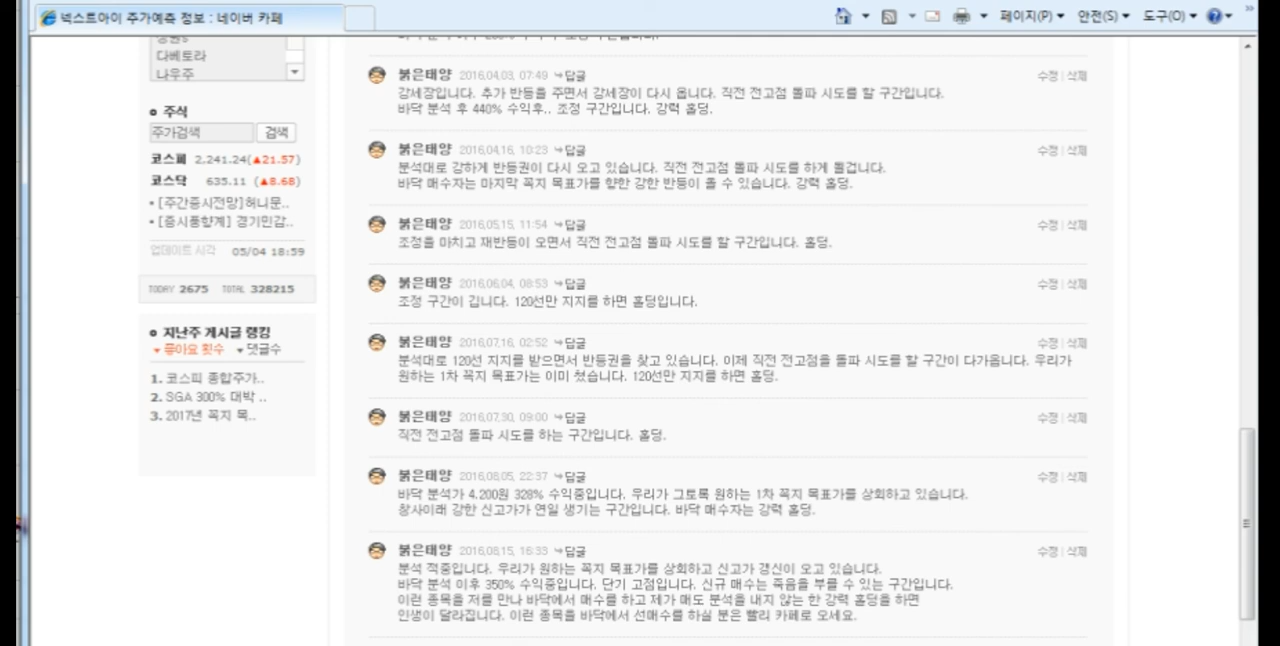 넥스트아이 주가예측 정보 : 네이버 카페
페이지(P) 안전(S) 도구(O)
다베토라
나우주
주식
주가검색 검색
코스피 2,241.24(▲21.57)
코스닥 635.11 (▲8.68)
• [주간증시전망]허니문..
• [증시풍향계] 경기민감..
업데이트 시각 05/04 18:59
TODAY 2675 TOTAL 328215
지난주 게시글 랭킹
좋아요 횟수 댓글수
1. 코스피 종합주가..
2. SGA 300% 대박 ..
3. 2017년 꼭지 목..
붉은태양 2016.04.03, 07:49 답글 수정 | 삭제
강세장입니다. 추가 반등을 주면서 강세장이 다시 옵니다. 직전 전고점 돌파 시도를 할 구간입니다.
바닥 분석 후 440% 수익후.. 조정 구간입니다. 강력 홀딩.
붉은태양 2016.04.16, 10:23 답글 수정 | 삭제
분석대로 강하게 반등권이 다시 오고 있습니다. 직전 전고점 돌파 시도를 하게 될겁니다.
바닥 매수자는 마지막 꼭지 목표가를 향한 강한 반등이 올 수 있습니다. 강력 홀딩.
붉은태양 2016.05.15, 11:54 답글 수정 | 삭제
조정을 마치고 재반등이 오면서 직전 전고점 돌파 시도를 할 구간입니다. 홀딩.
붉은태양 2016.06.04, 08:53 답글 수정 | 삭제
조정 구간이 깁니다. 120선만 지지를 하면 홀딩입니다.
붉은태양 2016.07.16, 02:52 답글 수정 | 삭제
분석대로 120선 지지를 받으면서 반등권을 찾고 있습니다. 이제 직전 전고점을 돌파 시도를 할 구간이 다가옵니다. 우리가
원하는 1차 꼭지 목표가는 이미 쳤습니다. 120선만 지지를 하면 홀딩.
붉은태양 2016.07.30, 09:00 답글 수정 | 삭제
직전 전고점 돌파 시도를 하는 구간입니다. 홀딩.
붉은태양 2016.08.05, 22:37 답글 수정 | 삭제
바닥 분석가 4.200원 328% 수익중입니다. 우리가 그토록 원하는 1차 꼭지 목표가를 상회하고 있습니다.
창사이래 강한 신고가가 연일 생기는 구간입니다. 바닥 매수자는 강력 홀딩.
붉은태양 2016.08.15, 16:33 답글 수정 | 삭제
분석 적중입니다. 우리가 원하는 꼭지 목표가를 상회하고 신고가 갱신이 오고 있습니다.
바닥 분석 이후 350% 수익중입니다. 단기 고점입니다. 신규 매수는 죽음을 부를 수 있는 구간입니다.
이런 종목을 저를 만나 바닥에서 매수를 하고 제가 매도 분석을 내지 않는 한 강력 홀딩을 하면
인생이 달라집니다. 이런 종목을 바닥에서 선매수를 하실 분은 빨리 카페로 오세요.